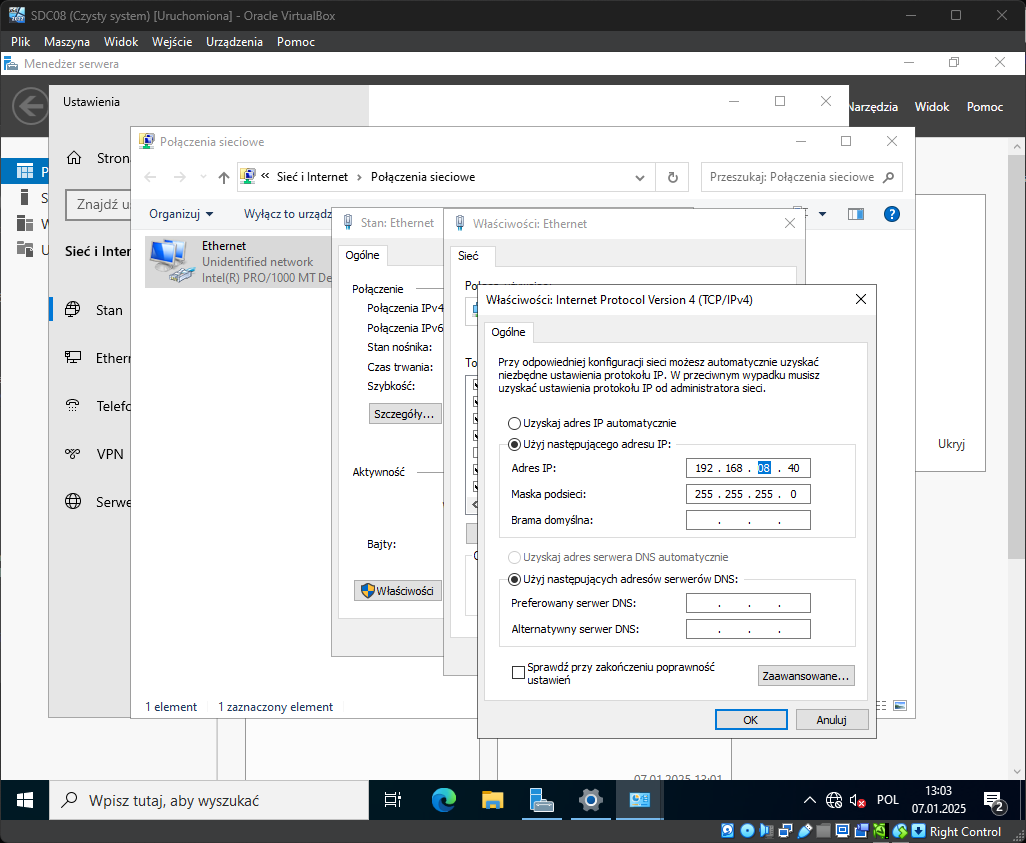 SDC08 (Czysty system) [Uruchomiona] - Oracle VirtualBox
Plik Maszyna Widok Wejście Urządzenia Pomoc
Menedżer serwera
Narzędzia Widok Pomoc
Ustawienia
Połączenia sieciowe
Sieć i Internet > Połączenia sieciowe
Przeszukaj: Połączenia sieciowe
Organizuj
Wyłącz to urządz
Ethernet
Unidentified network
Intel(R) PRO/1000 MT De
Znajdź u
Sieć i Inter
Stan
Ethern
Telefo
VPN
Serwe
Stan: Ethernet
Ogólne
Połączenie
Połączenia IPv4
Połączenia IPv6
Stan nośnika:
Czas trwania:
Szybkość:
Szczegóły...
Aktywność
Bajty:
Właściwości
Właściwości: Ethernet
Sieć
Właściwości: Internet Protocol Version 4 (TCP/IPv4)
Ogólne
Przy odpowiedniej konfiguracji sieci możesz automatycznie uzyskać
niezbędne ustawienia protokołu IP. W przeciwnym wypadku musisz
uzyskać ustawienia protokołu IP od administratora sieci.
Uzyskaj adres IP automatycznie
Użyj następującego adresu IP:
Adres IP: 192 . 168 . 08 . 40
Maska podsieci: 255 . 255 . 255 . 0
Brama domyślna: . . .
Uzyskaj adres serwera DNS automatycznie
Użyj następujących adresów serwerów DNS:
Preferowany serwer DNS: . . .
Alternatywny serwer DNS: . . .
Sprawdź przy zakończeniu poprawność
ustawień
Zaawansowane...
OK Anuluj
Ukryj
1 element 1 zaznaczony element
07.01.2025 13:01
Wpisz tutaj, aby wyszukać
POL
13:03
07.01.2025
2
Right Control